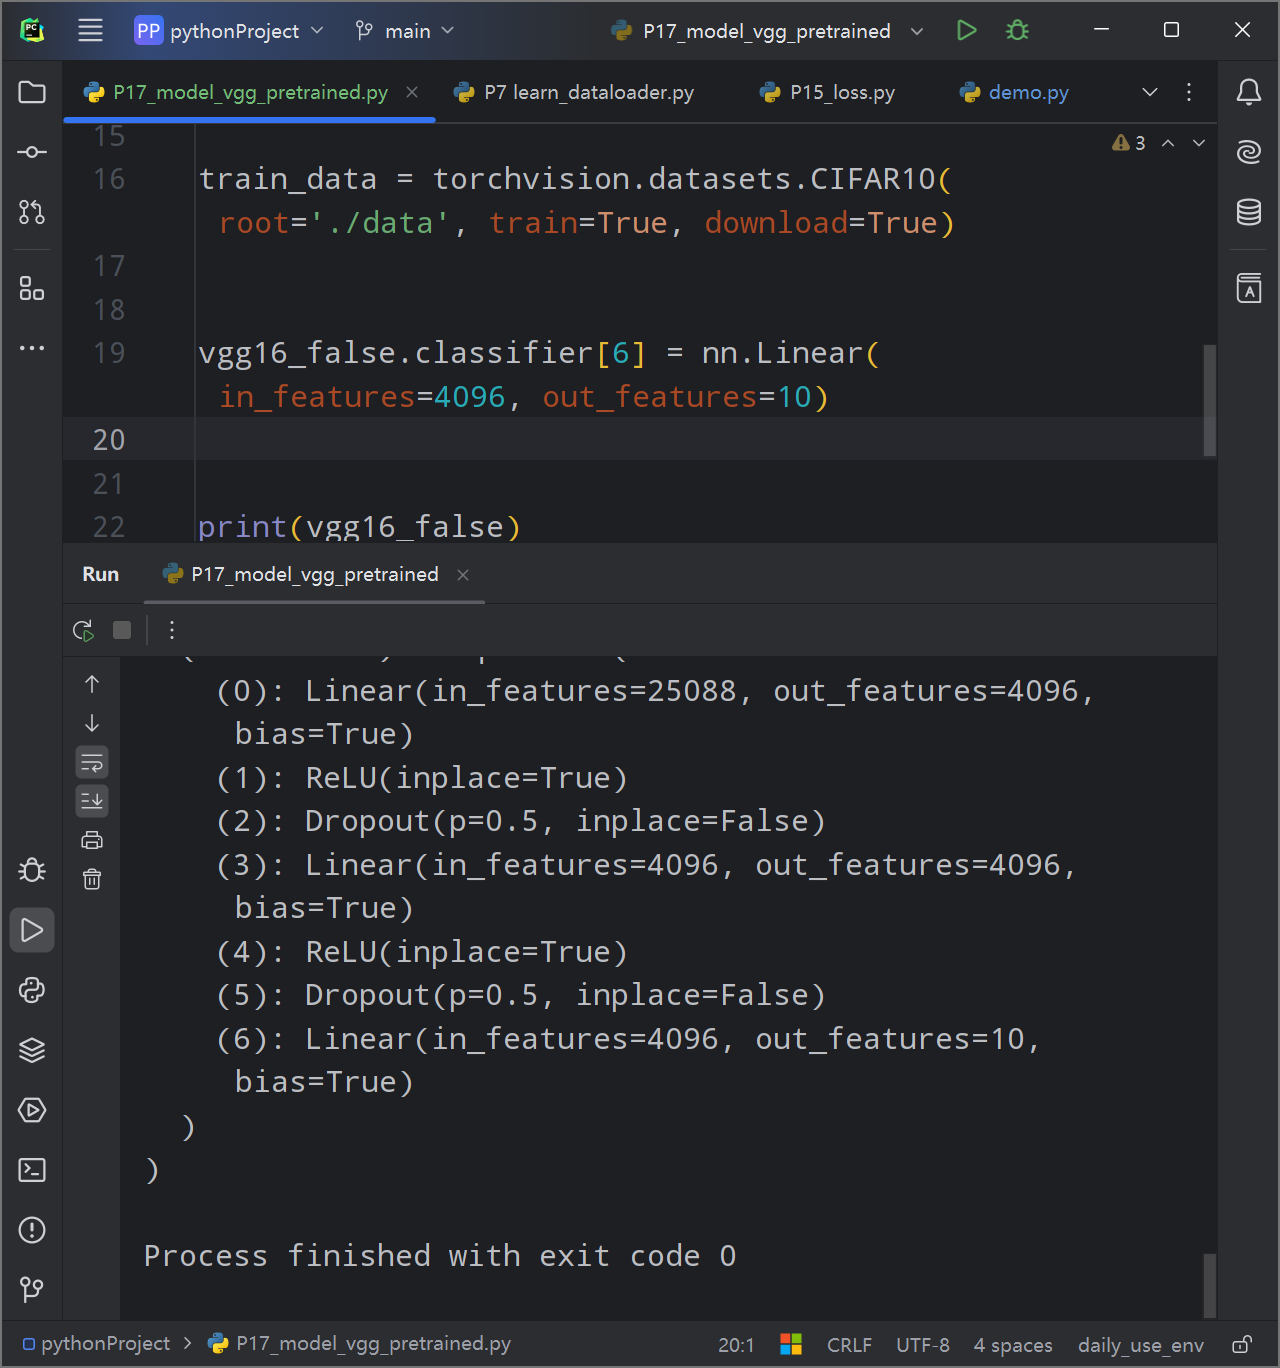 PP pythonProject main P17_model_vgg_pretrained
P17_model_vgg_pretrained.py P7 learn_dataloader.py P15_loss.py demo.py
15
3
16 train_data = torchvision.datasets.CIFAR10(
root='./data', train=True, download=True)
17
18
19 vgg16_false.classifier[6] = nn.Linear(
in_features=4096, out_features=10)
20
21
22 print(vgg16_false)
Run P17_model_vgg_pretrained
(0): Linear(in_features=25088, out_features=4096,
bias=True)
(1): ReLU(inplace=True)
(2): Dropout(p=0.5, inplace=False)
(3): Linear(in_features=4096, out_features=4096,
bias=True)
(4): ReLU(inplace=True)
(5): Dropout(p=0.5, inplace=False)
(6): Linear(in_features=4096, out_features=10,
bias=True)
)
)
Process finished with exit code 0
pythonProject > P17_model_vgg_pretrained.py 20:1 CRLF UTF-8 4 spaces daily_use_env